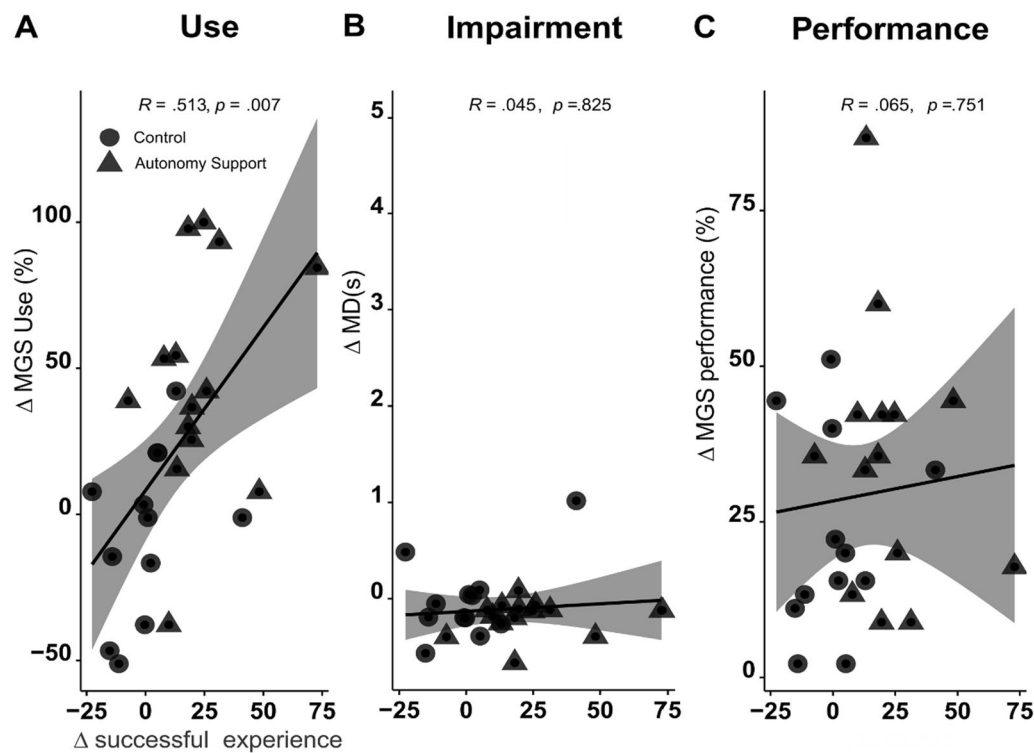 A Use
R = .513, p = .007
Control
Autonomy Support
Δ MGS Use (%)
100
50
0
−50
−25 0 25 50 75
Δ successful experience
B Impairment
R = .045, p =.825
Δ MD(s)
5
4
3
2
1
0
−25 0 25 50 75
C Performance
R = .065, p =.751
Δ MGS performance (%)
75
50
25
0
−25 0 25 50 75